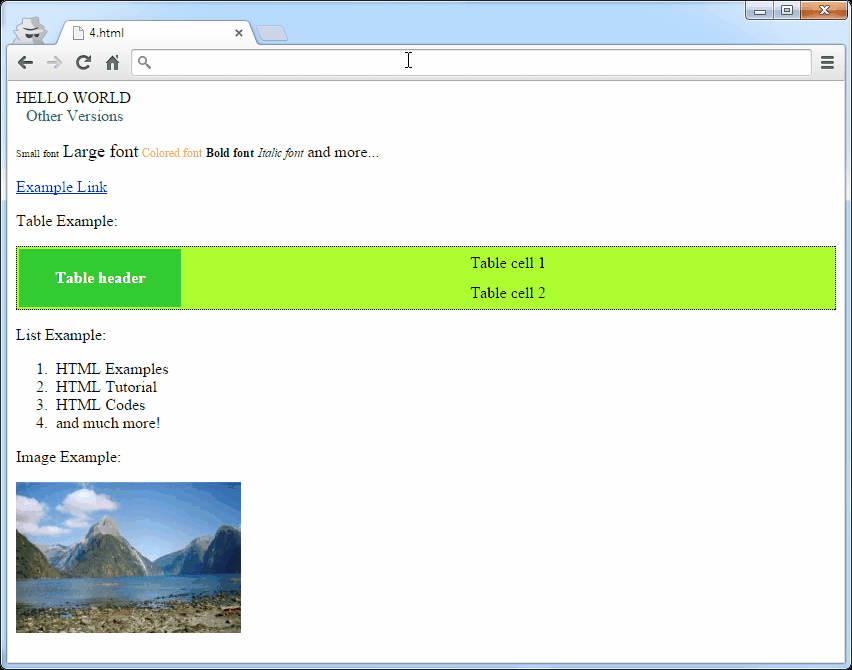 4.html
HELLO WORLD
Other Versions
Small font Large font Colored font Bold font Italic font and more...
Example Link
Table Example:
Table header
Table cell 1
Table cell 2
List Example:
1. HTML Examples
2. HTML Tutorial
3. HTML Codes
4. and much more!
Image Example: